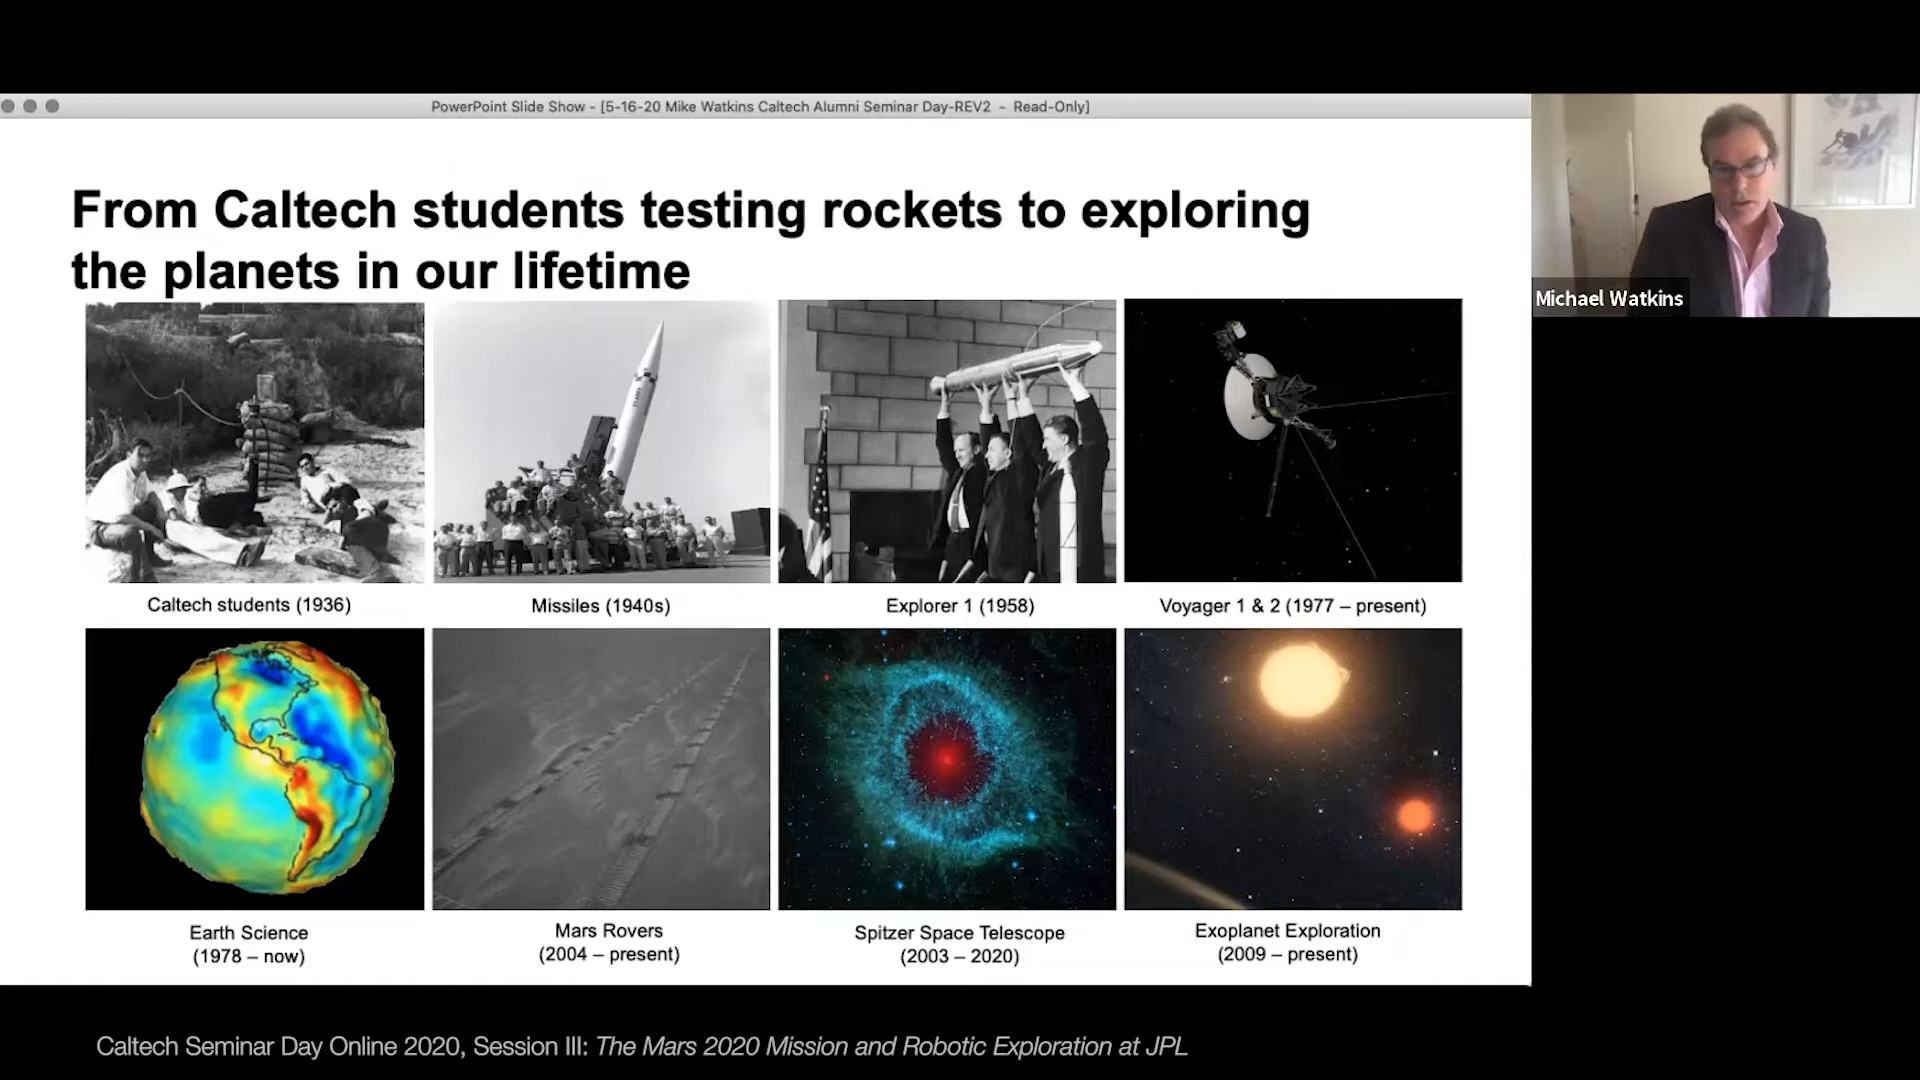 PowerPoint Slide Show - [5-16-20 Mike Watkins Caltech Alumni Seminar Day-REV2 - Read-Only]
From Caltech students testing rockets to exploring
the planets in our lifetime
Michael Watkins
Caltech students (1936)
Missiles (1940s)
Explorer 1 (1958)
Voyager 1 & 2 (1977 – present)
Earth Science
(1978 – now)
Mars Rovers
(2004 – present)
Spitzer Space Telescope
(2003 – 2020)
Exoplanet Exploration
(2009 – present)
Caltech Seminar Day Online 2020, Session III: The Mars 2020 Mission and Robotic Exploration at JPL